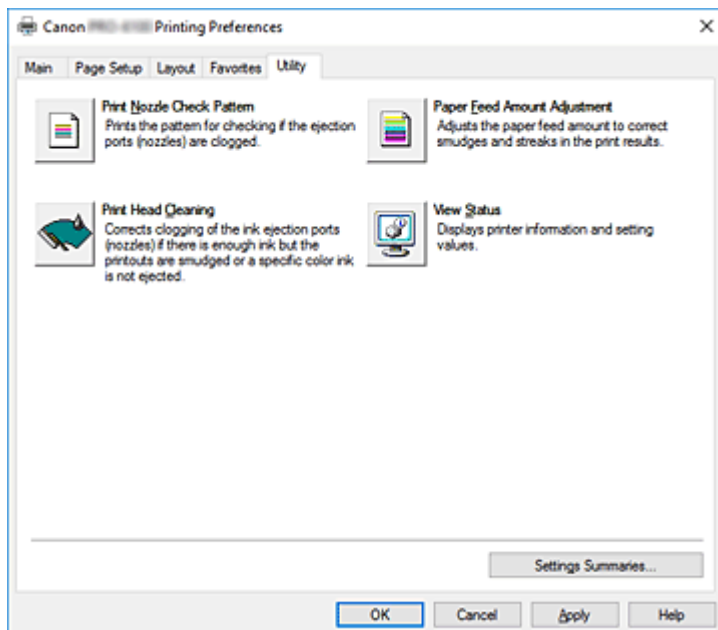 Canon Printing Preferences
Main Page Setup Layout Favorites Utility
Print Nozzle Check Pattern
Prints the pattern for checking if the ejection
ports (nozzles) are clogged.
Paper Feed Amount Adjustment
Adjusts the paper feed amount to correct
smudges and streaks in the print results.
Print Head Cleaning
Corrects clogging of the ink ejection ports
(nozzles) if there is enough ink but the
printouts are smudged or a specific color ink
is not ejected.
View Status
Displays printer information and setting
values.
Settings Summaries...
OK Cancel Apply Help